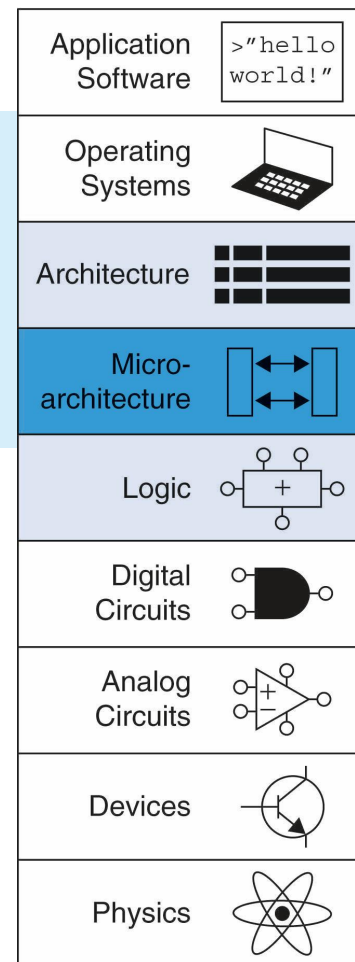 Application
Software
>"hello
world!"
Operating
Systems
Architecture
Micro-
architecture
Logic
+
Digital
Circuits
Analog
Circuits
+
−
Devices
Physics